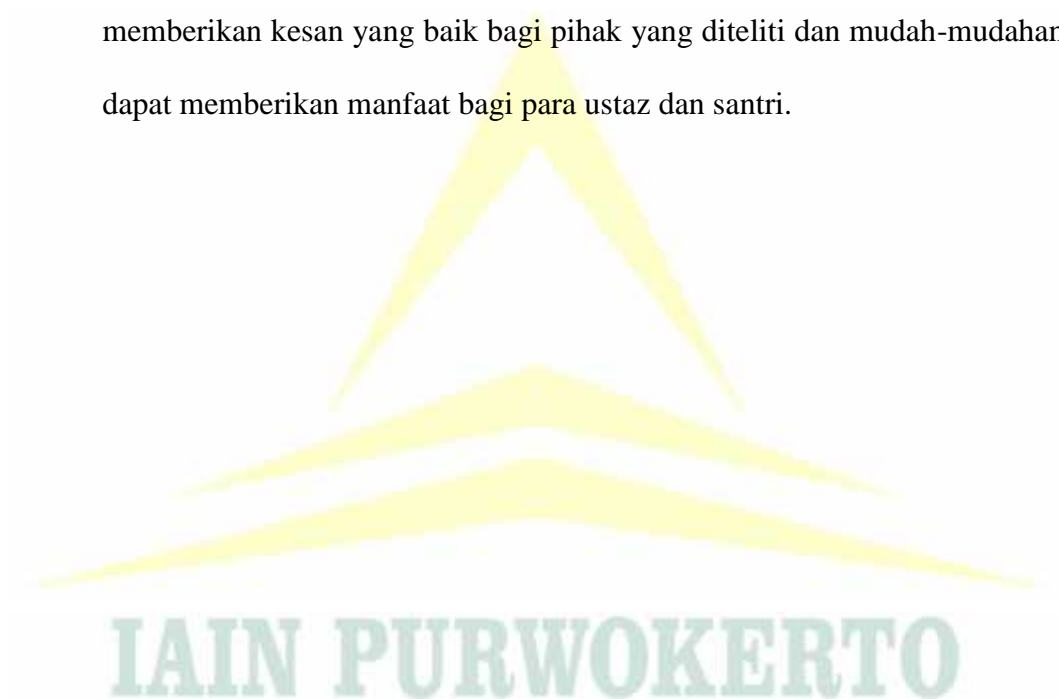 memberikan kesan yang baik bagi pihak yang diteliti dan mudah-mudahan
dapat memberikan manfaat bagi para ustaz dan santri.
IAIN PURWOKERTO